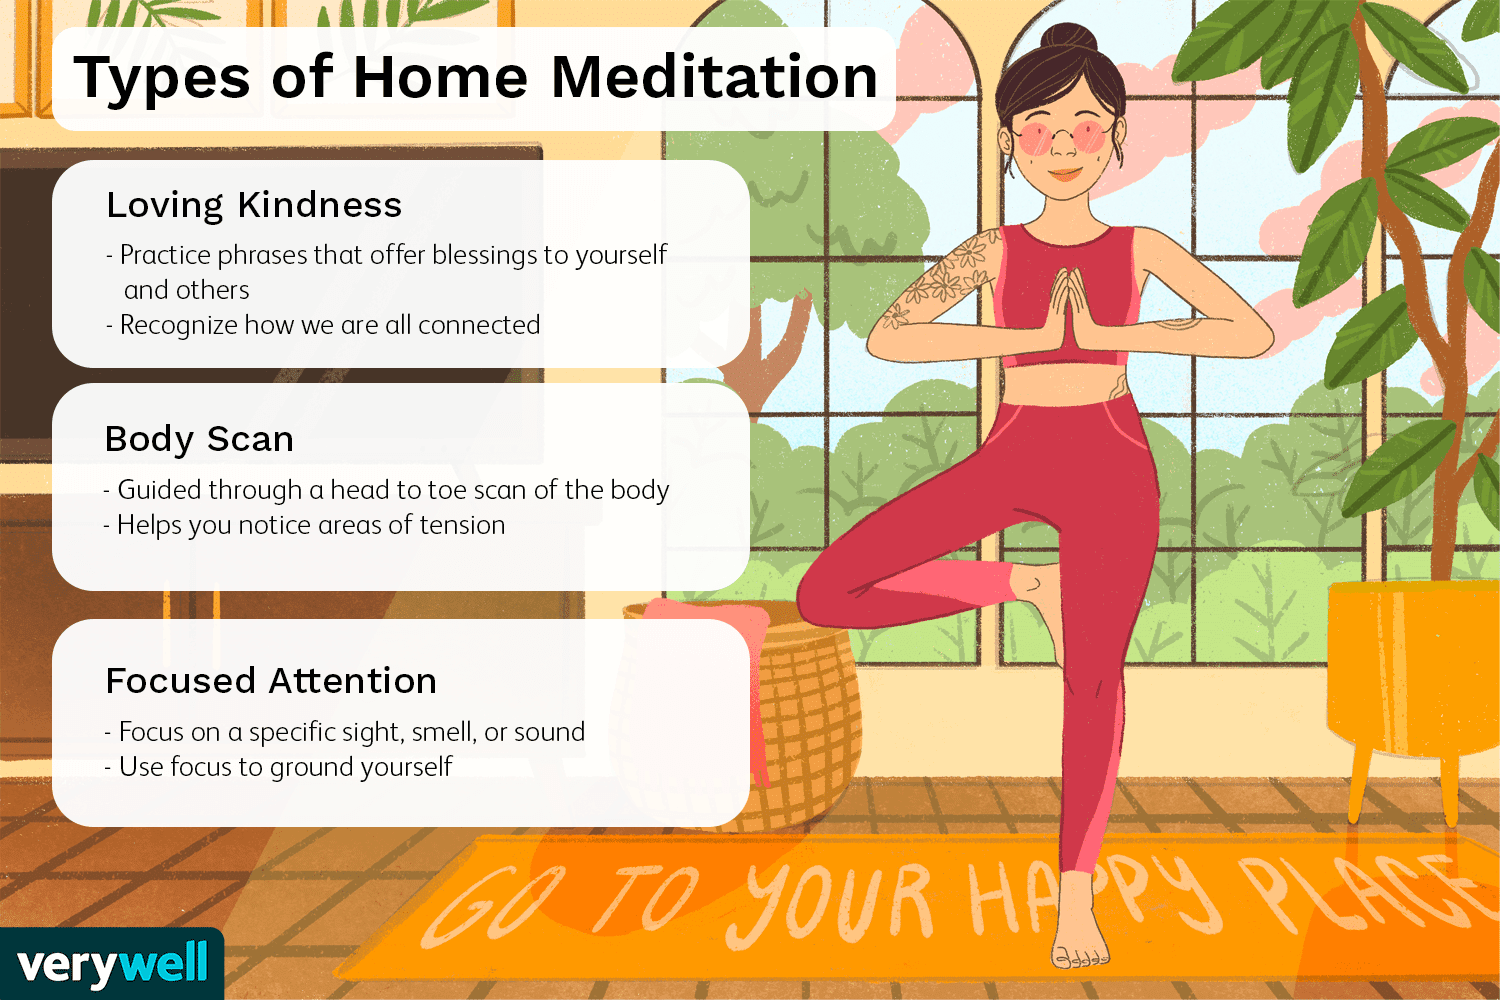 Types of Home Meditation
Loving Kindness
- Practice phrases that offer blessings to yourself
and others
- Recognize how we are all connected
Body Scan
- Guided through a head to toe scan of the body
- Helps you notice areas of tension
Focused Attention
- Focus on a specific sight, smell, or sound
- Use focus to ground yourself
GO TO YOUR HAPPY PLACE
verywell